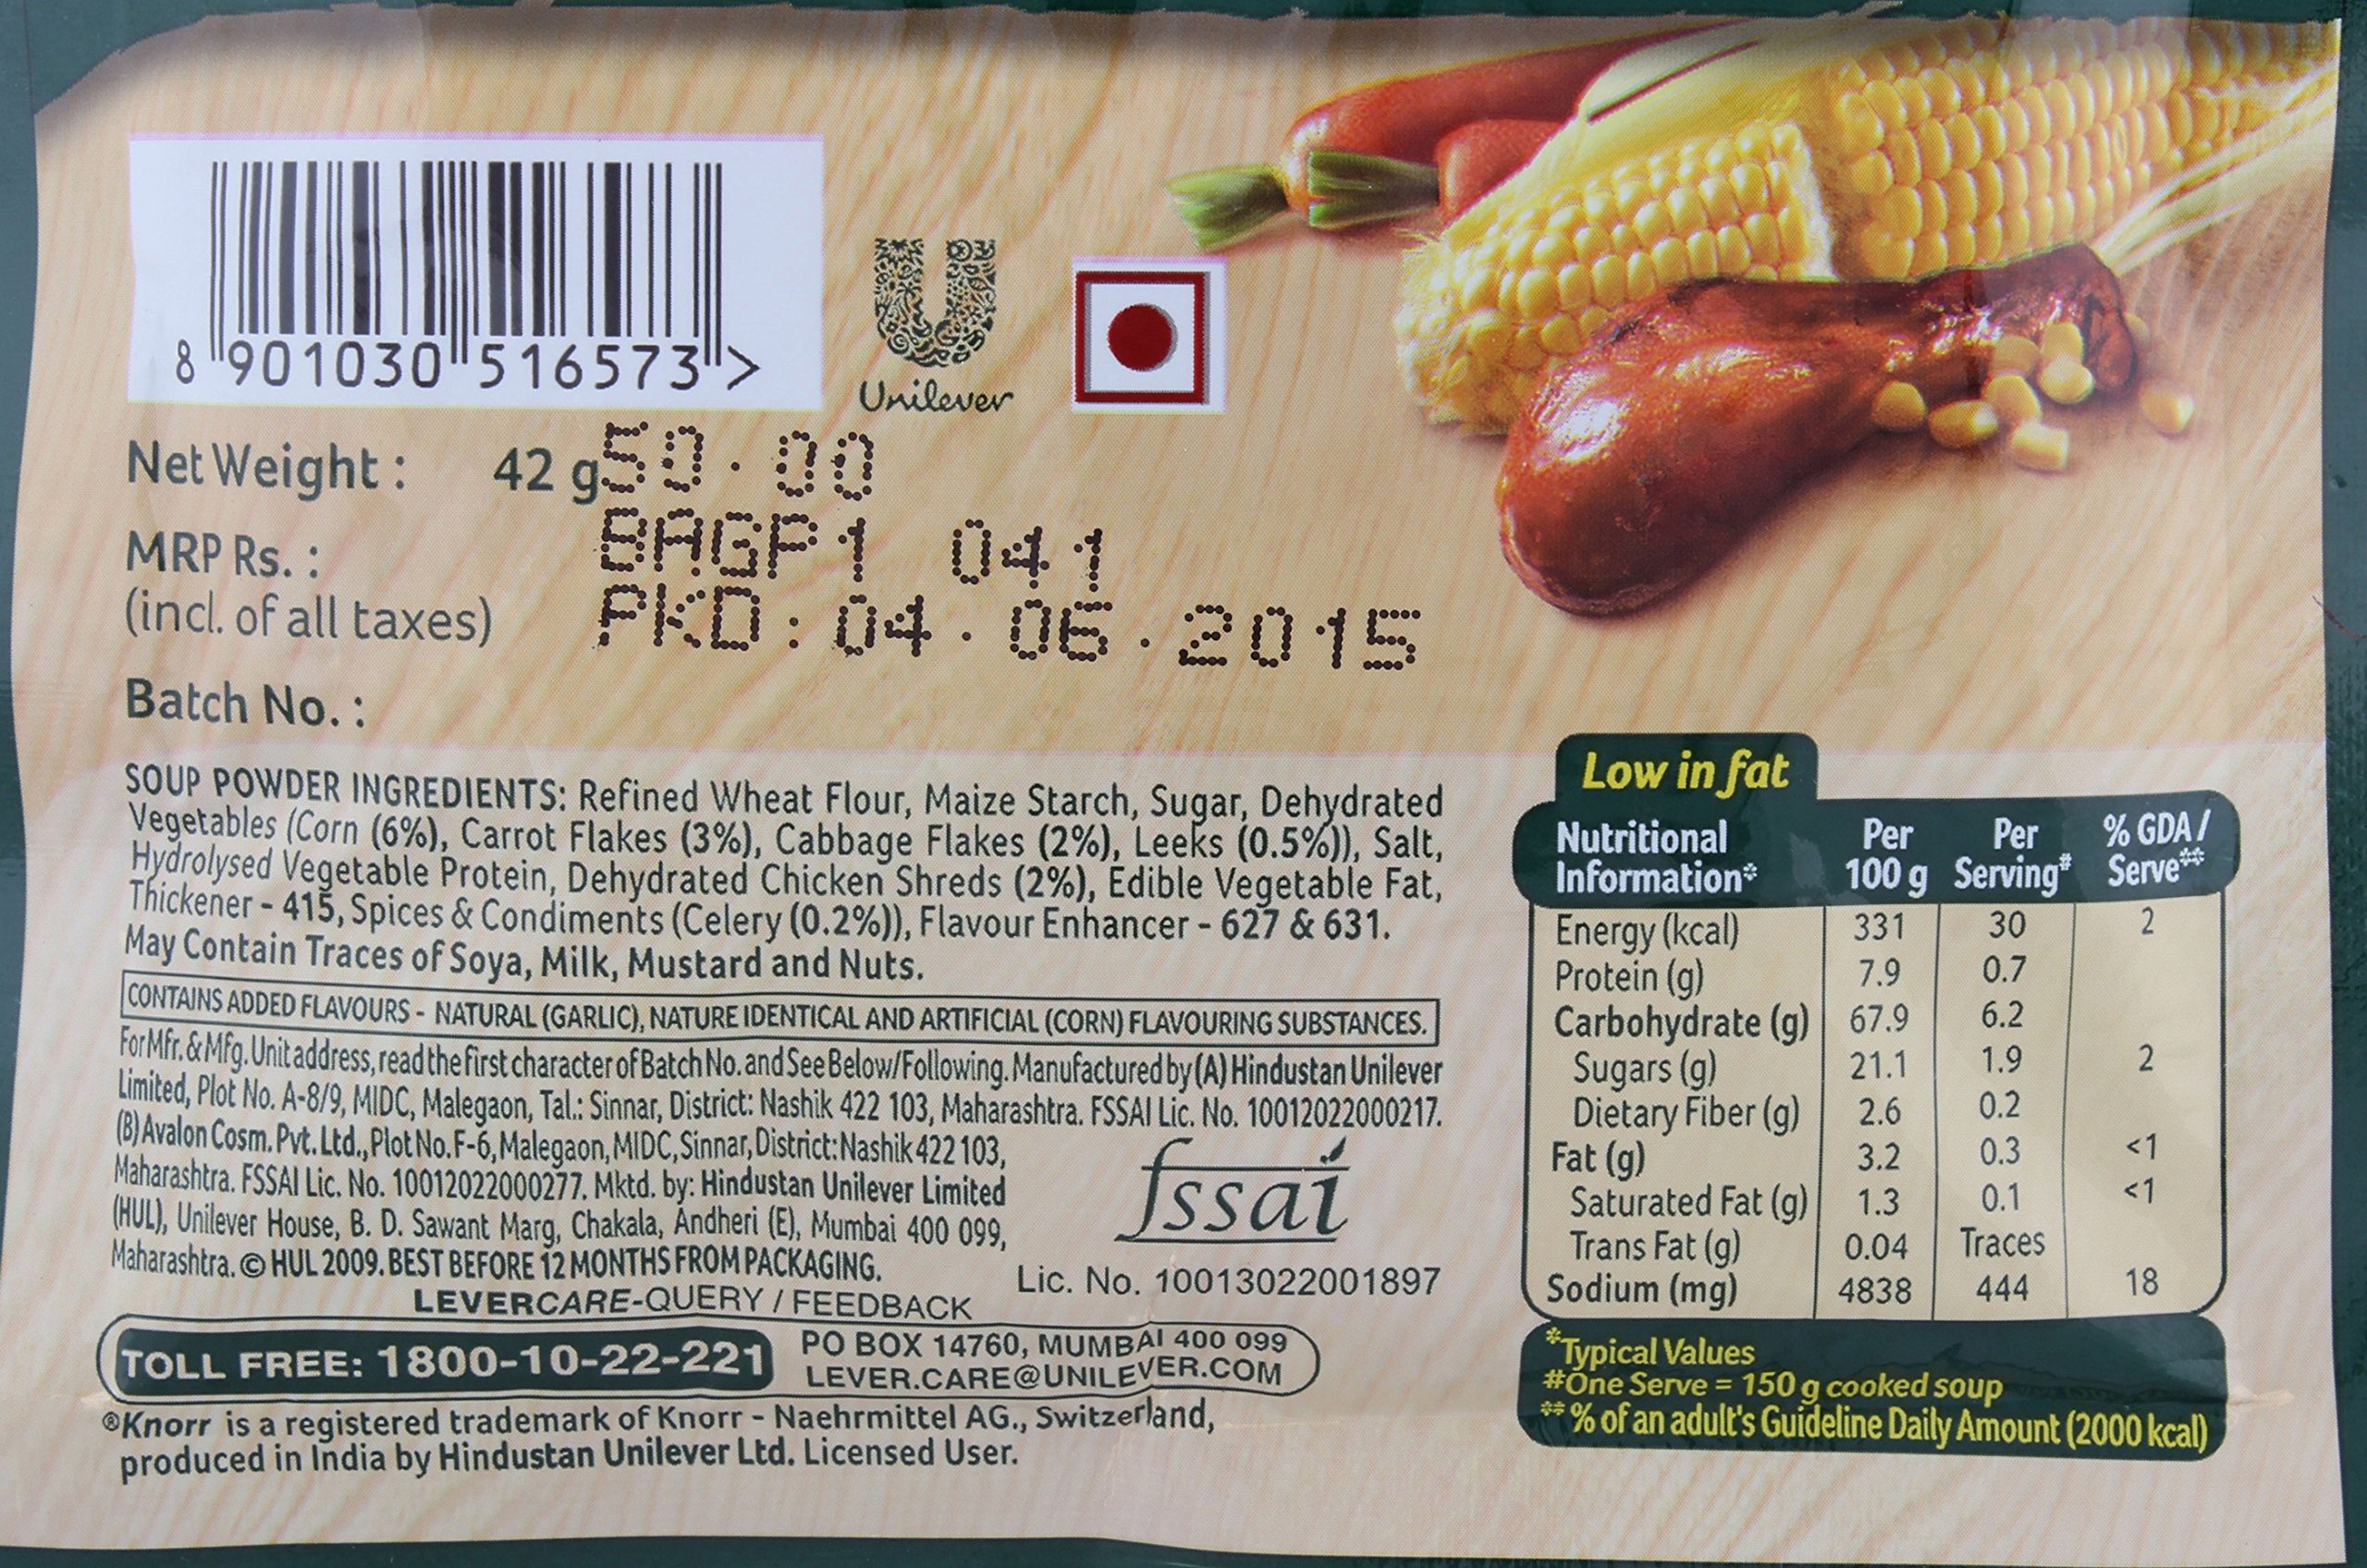 8 901030 516573 >
Unilever
Net Weight : 42 g
50.00
MRP Rs. :
BAGP1 041
(incl. of all taxes)
PKD:04.06.2015
Batch No. :
SOUP POWDER INGREDIENTS: Refined Wheat Flour, Maize Starch, Sugar, Dehydrated
Vegetables (Corn (6%), Carrot Flakes (3%), Cabbage Flakes (2%), Leeks (0.5%)), Salt,
Hydrolysed Vegetable Protein, Dehydrated Chicken Shreds (2%), Edible Vegetable Fat,
Thickener - 415, Spices & Condiments (Celery (0.2%)), Flavour Enhancer - 627 & 631.
May Contain Traces of Soya, Milk, Mustard and Nuts.
CONTAINS ADDED FLAVOURS - NATURAL (GARLIC), NATURE IDENTICAL AND ARTIFICIAL (CORN) FLAVOURING SUBSTANCES.
For Mfr. & Mfg. Unit address, read the first character of Batch No. and See Below/Following. Manufactured by (A) Hindustan Unilever
Limited, Plot No. A-8/9, MIDC, Malegaon, Tal.: Sinnar, District: Nashik 422 103, Maharashtra. FSSAI Lic. No. 10012022000217.
(B) Avalon Cosm. Pvt. Ltd., Plot No. F-6, Malegaon, MIDC, Sinnar, District: Nashik 422 103,
Maharashtra. FSSAI Lic. No. 10012022000277. Mktd. by: Hindustan Unilever Limited
(HUL), Unilever House, B. D. Sawant Marg, Chakala, Andheri (E), Mumbai 400 099,
Maharashtra. © HUL 2009. BEST BEFORE 12 MONTHS FROM PACKAGING.
fssai
Lic. No. 10013022001897
LEVERCARE-QUERY / FEEDBACK
TOLL FREE: 1800-10-22-221
PO BOX 14760, MUMBAI 400 099
LEVER.CARE@UNILEVER.COM
®Knorr is a registered trademark of Knorr - Naehrmittel AG., Switzerland,
produced in India by Hindustan Unilever Ltd. Licensed User.
Low in fat
Nutritional Information* Per 100 g Per Serving# % GDA / Serve**
Energy (kcal) 331 30 2
Protein (g) 7.9 0.7
Carbohydrate (g) 67.9 6.2
Sugars (g) 21.1 1.9 2
Dietary Fiber (g) 2.6 0.2
Fat (g) 3.2 0.3 <1
Saturated Fat (g) 1.3 0.1 <1
Trans Fat (g) 0.04 Traces
Sodium (mg) 4838 444 18
*Typical Values
#One Serve = 150 g cooked soup
**% of an adult's Guideline Daily Amount (2000 kcal)